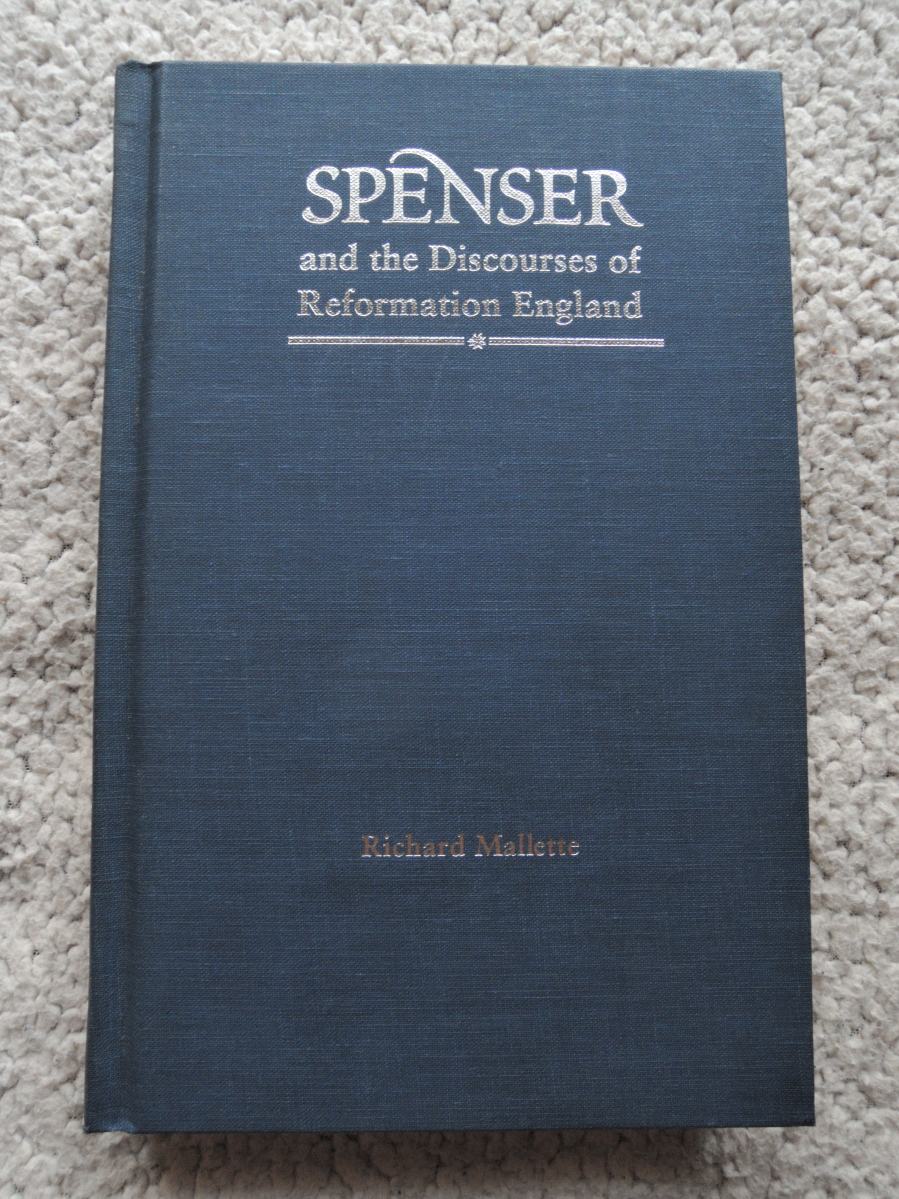 SPENSER
and the Discourses of
Reformation England
Richard Mallette